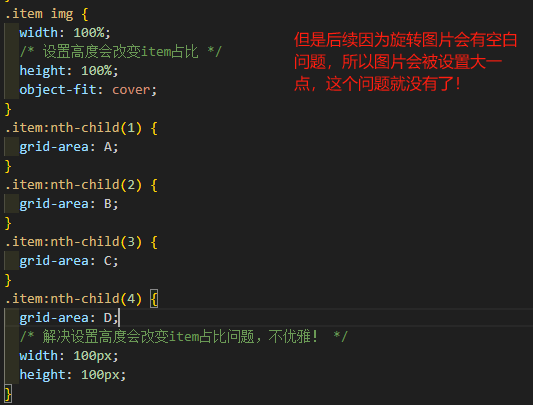 .item img {
width: 100%;
/* 设置高度会改变item占比 */
height: 100%;
object-fit: cover;
}
.item:nth-child(1) {
grid-area: A;
}
.item:nth-child(2) {
grid-area: B;
}
.item:nth-child(3) {
grid-area: C;
}
.item:nth-child(4) {
grid-area: D;
/* 解决设置高度会改变item占比问题，不优雅！ */
width: 100px;
height: 100px;
}
但是后续因为旋转图片会有空白
问题，所以图片会被设置大一
点，这个问题就没有了！